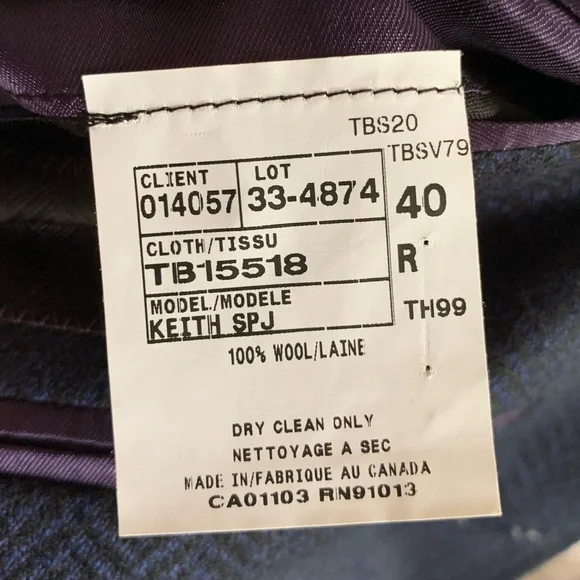 TBS20
TBSV79
CLIENT LOT
014057 33-4874 40
CLOTH/TISSU
TB15518 R
MODEL/MODELE
KEITH SPJ TH99
100% WOOL/LAINE
DRY CLEAN ONLY
NETTOYAGE A SEC
MADE IN/FABRIQUE AU CANADA
CA01103 RN91013